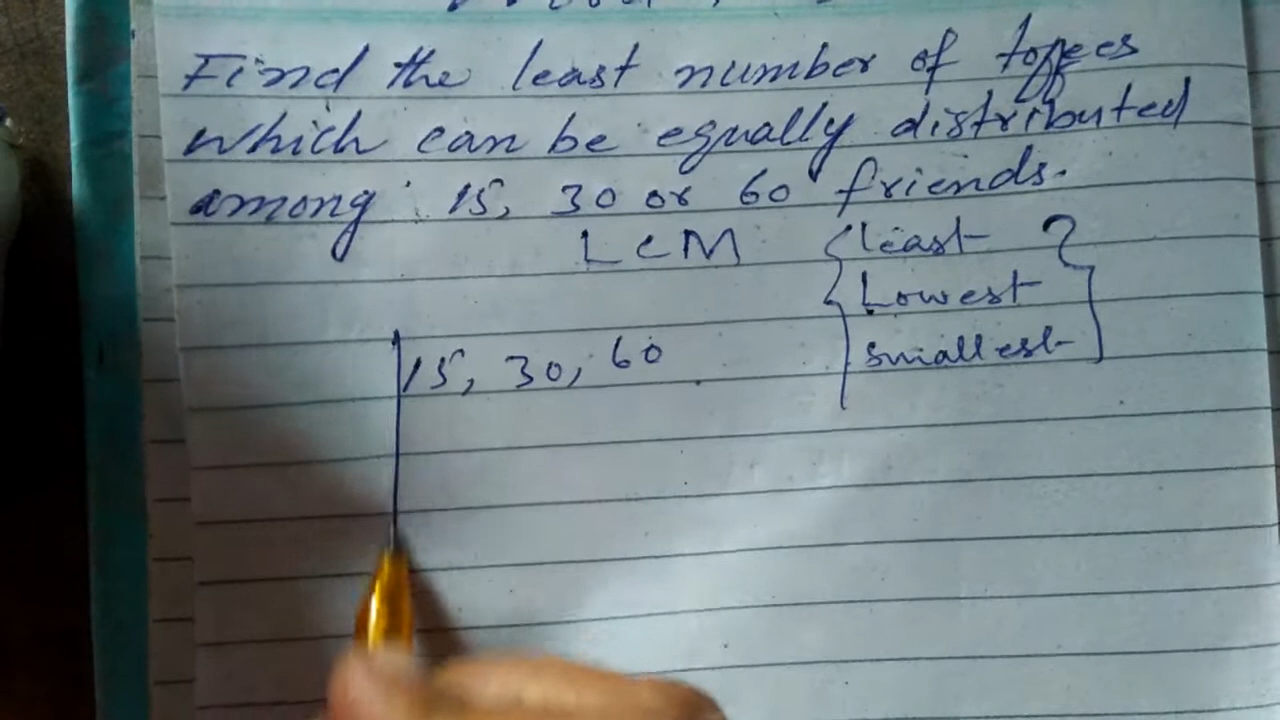 Find the least number of toffees
which can be equally distributed
among 15, 30 or 60 friends.
LCM { least }
Lowest
smallest
15, 30, 60